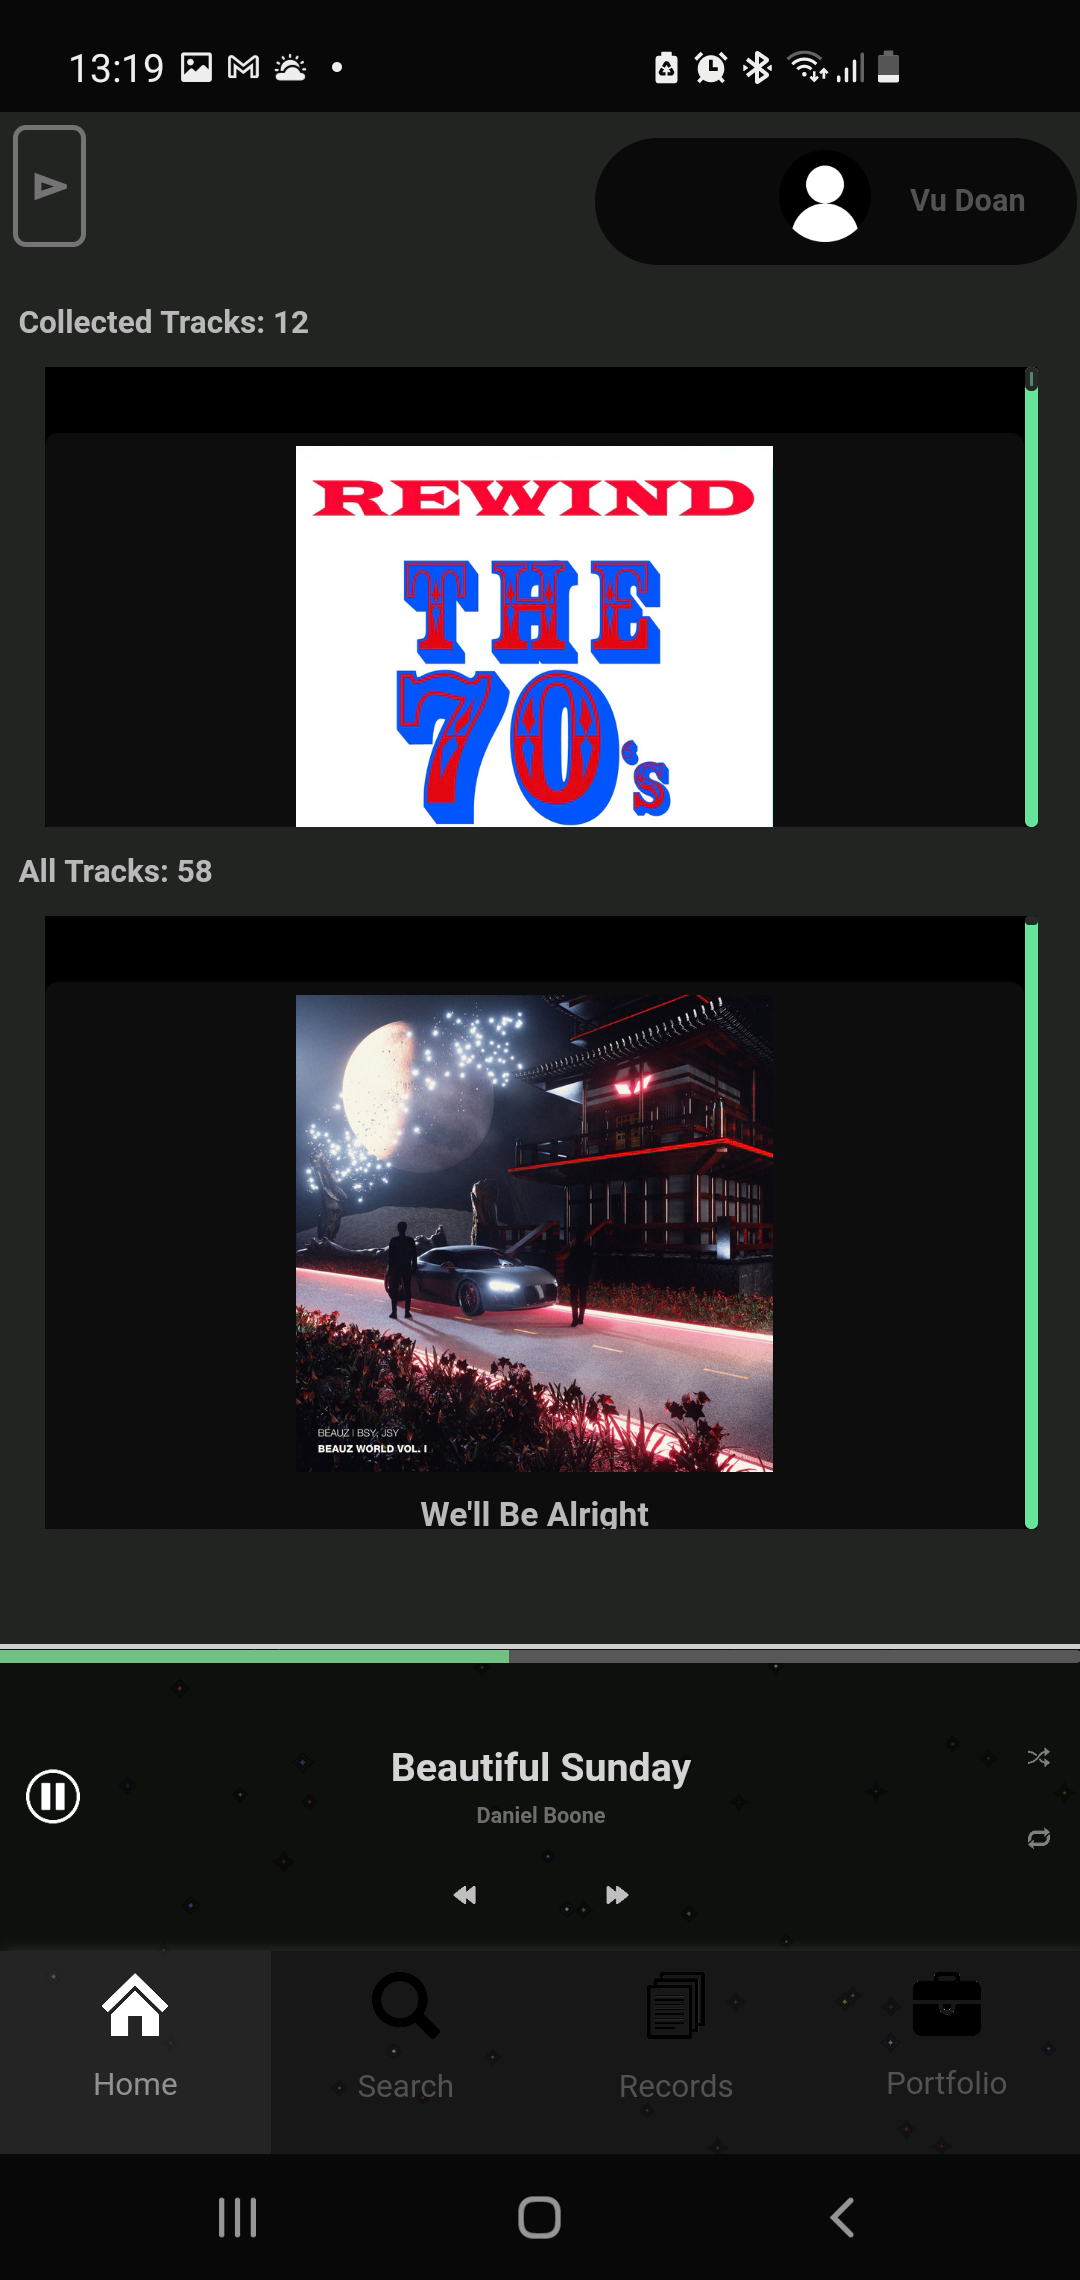 13:19
Vu Doan
Collected Tracks: 12
REWIND
THE
70's
All Tracks: 58
BEAUZ | BSY, JSY
BEAUZ WORLD VOL. I
We'll Be Alright
Beautiful Sunday
Daniel Boone
Home
Search
Records
Portfolio